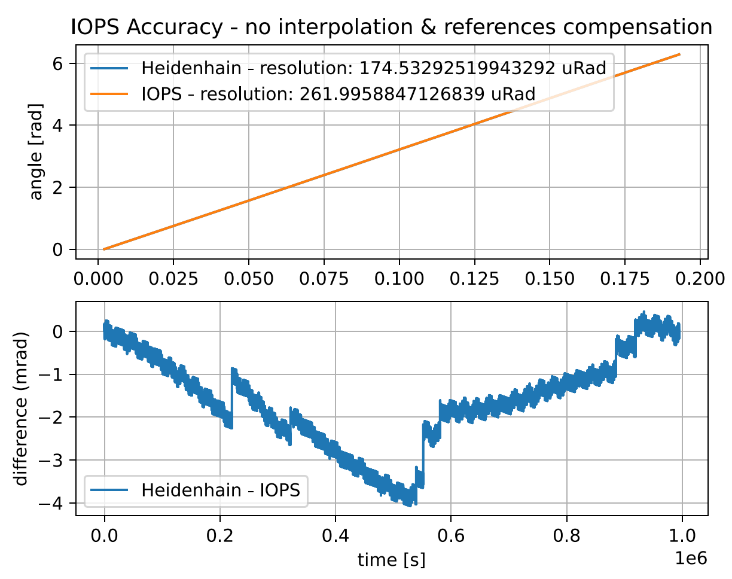 IOPS Accuracy - no interpolation & references compensation
angle [rad]
6
4
2
0
Heidenhain - resolution: 174.53292519943292 uRad
IOPS - resolution: 261.9958847126839 uRad
0.000 0.025 0.050 0.075 0.100 0.125 0.150 0.175 0.200
difference (mrad)
0
−1
−2
−3
−4
Heidenhain - IOPS
0.0 0.2 0.4 0.6 0.8 1.0
1e6
time [s]